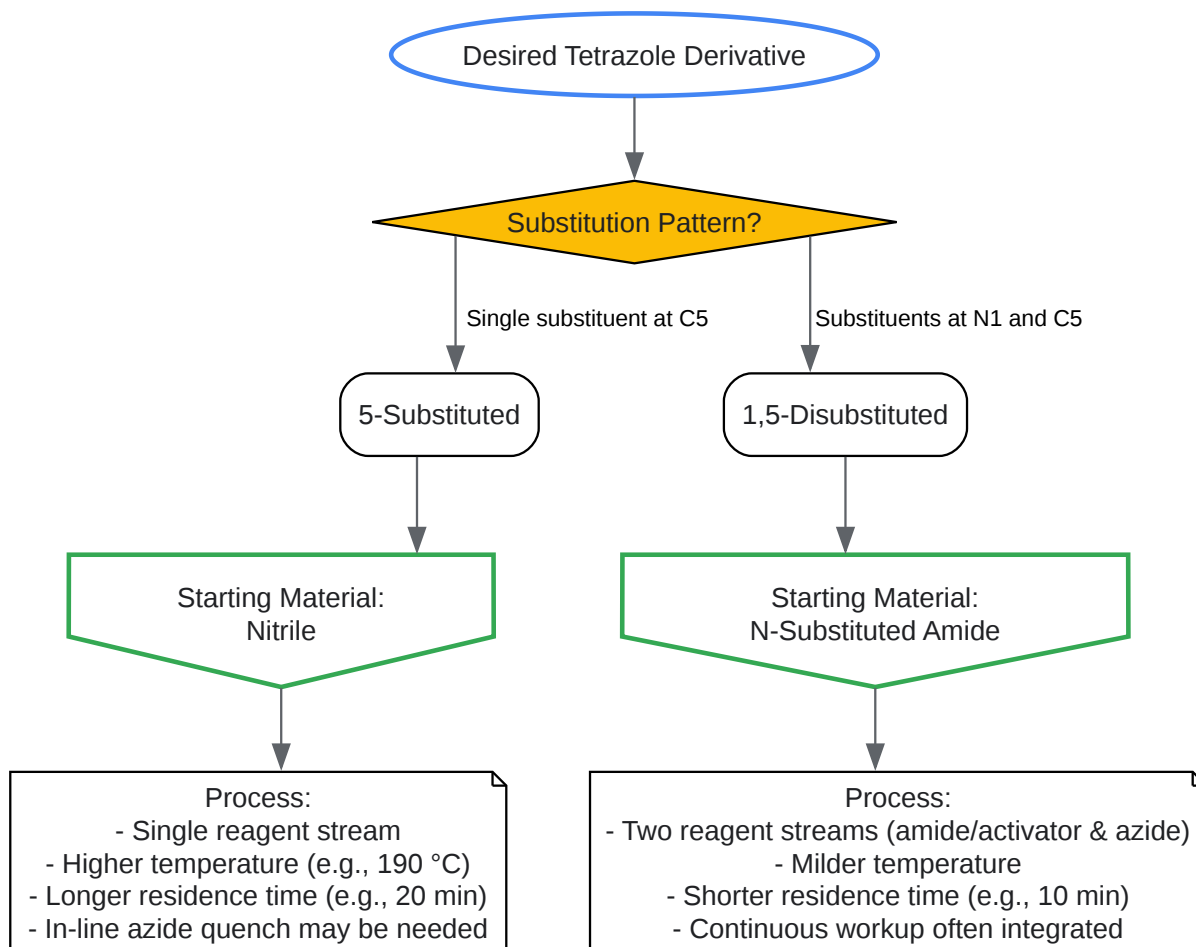 Desired Tetrazole Derivative
Substitution Pattern?
Single substituent at C5
Substituents at N1 and C5
5-Substituted
1,5-Disubstituted
Starting Material:
Nitrile
Starting Material:
N-Substituted Amide
Process:
- Single reagent stream
- Higher temperature (e.g., 190 °C)
- Longer residence time (e.g., 20 min)
- In-line azide quench may be needed
Process:
- Two reagent streams (amide/activator & azide)
- Milder temperature
- Shorter residence time (e.g., 10 min)
- Continuous workup often integrated